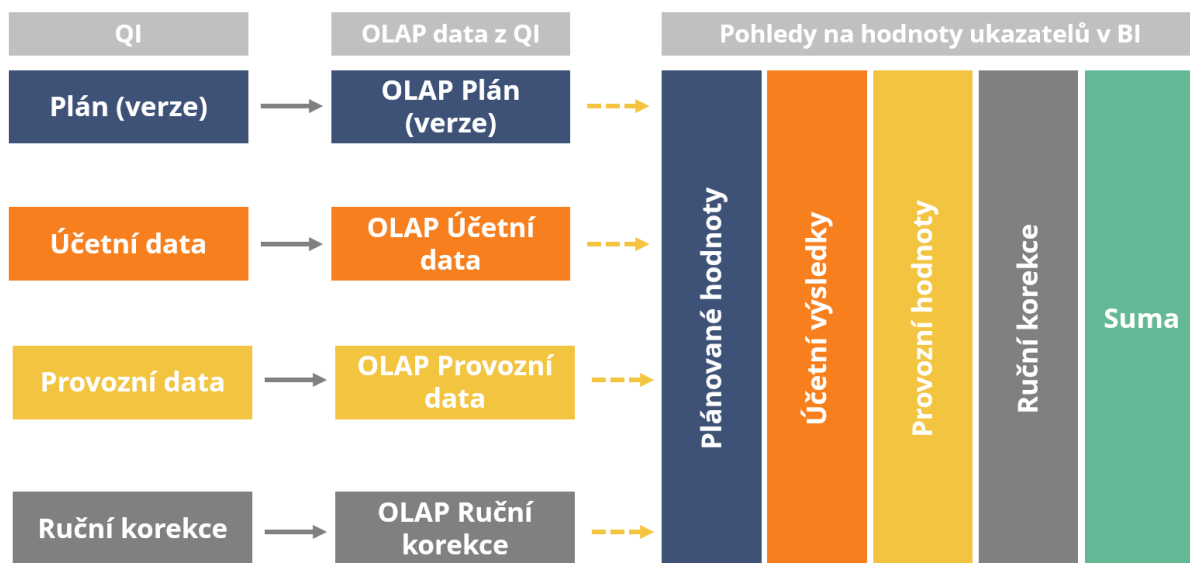 QI
OLAP data z QI
Pohledy na hodnoty ukazatelů v BI
Plán (verze)
OLAP Plán
(verze)
Účetní data
OLAP Účetní
data
Provozní data
OLAP Provozní
data
Ruční korekce
OLAP Ruční
korekce
Plánované hodnoty
Účetní výsledky
Provozní hodnoty
Ruční korekce
Suma